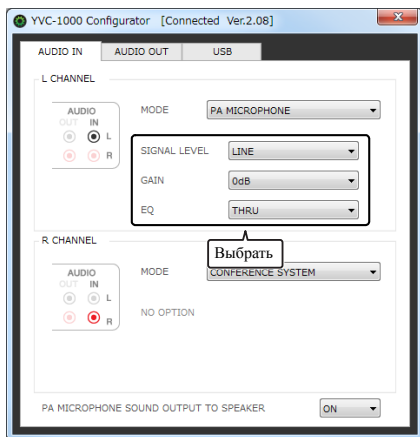 YVC-1000 Configurator [Connected Ver.2.08]
AUDIO IN AUDIO OUT USB
L CHANNEL
AUDIO
OUT IN
L
R
MODE PA MICROPHONE
SIGNAL LEVEL LINE
GAIN 0dB
EQ THRU
Выбрать
R CHANNEL
AUDIO
OUT IN
L
R
MODE CONFERENCE SYSTEM
NO OPTION
PA MICROPHONE SOUND OUTPUT TO SPEAKER ON